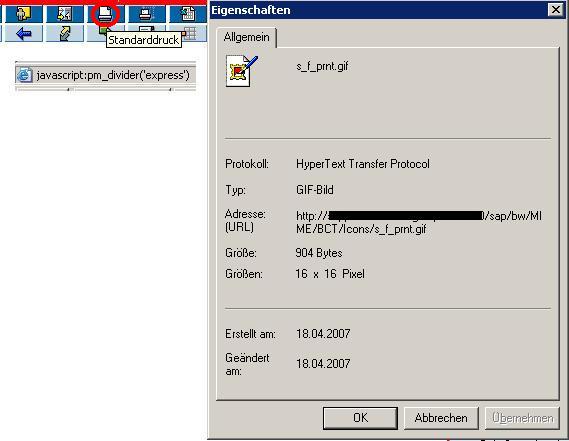 Standarddruck
javascript:pm_divider('express')
Eigenschaften
Allgemein
s_f_prnt.gif
Protokoll: HyperText Transfer Protocol
Typ: GIF-Bild
Adresse: http:// /sap/bw/MI
(URL) ME/BCT/Icons/s_f_prnt.gif
Größe: 904 Bytes
Größen: 16 x 16 Pixel
Erstellt am: 18.04.2007
Geändert
am: 18.04.2007
OK Abbrechen Übernehmen